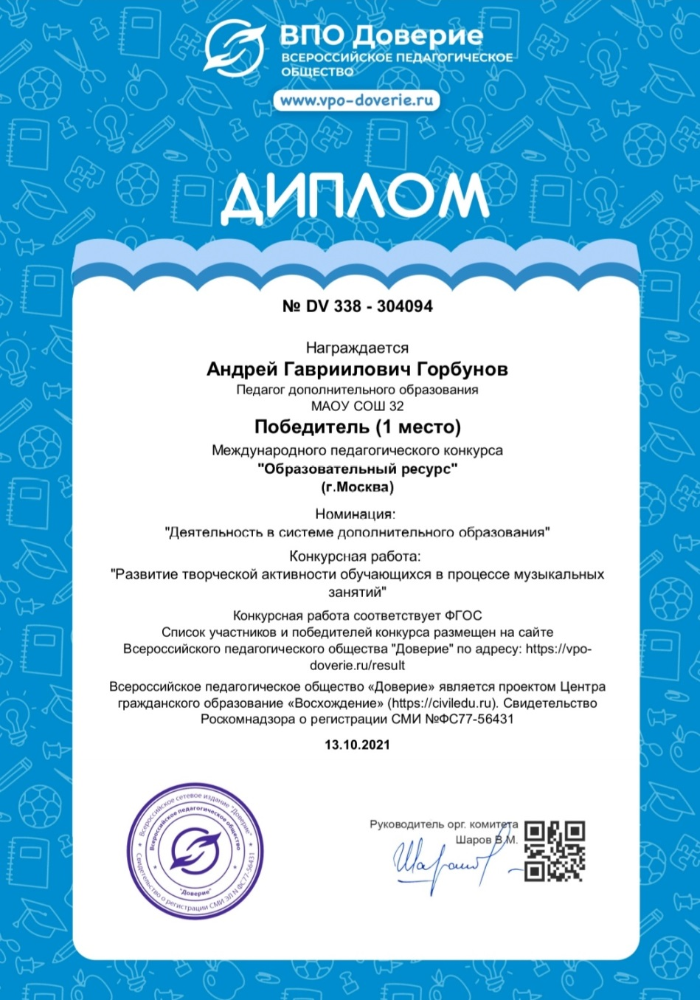 ВПО Доверие
ВСЕРОССИЙСКОЕ ПЕДАГОГИЧЕСКОЕ
ОБЩЕСТВО
www.vpo-doverie.ru
ДИПЛОМ
№ DV 338 - 304094
Награждается
Андрей Гавриилович Горбунов
Педагог дополнительного образования
МАОУ СОШ 32
Победитель (1 место)
Международного педагогического конкурса
"Образовательный ресурс"
(г.Москва)
Номинация:
"Деятельность в системе дополнительного образования"
Конкурсная работа:
"Развитие творческой активности обучающихся в процессе музыкальных
занятий"
Конкурсная работа соответствует ФГОС
Список участников и победителей конкурса размещен на сайте
Всероссийского педагогического общества "Доверие" по адресу: https://vpo-
doverie.ru/result
Всероссийское педагогическое общество «Доверие» является проектом Центра
гражданского образование «Восхождение» (https://civiledu.ru). Свидетельство
Роскомнадзора о регистрации СМИ №ФС77-56431
13.10.2021
Всероссийское сетевое издание "Доверие"
Свидетельство о регистрации СМИ ЭЛ N ФС77-56431
Всероссийское педагогическое общество
"Доверие"
Руководитель орг. комитета
Шаров В.М.